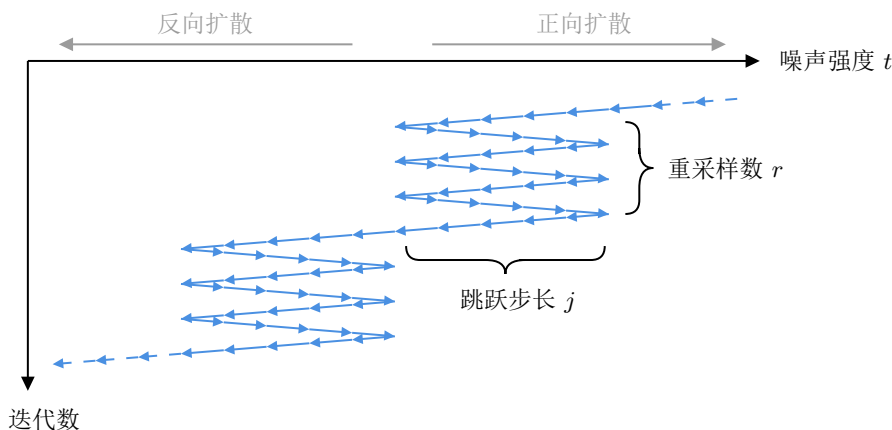 反向扩散
正向扩散
噪声强度 t
重采样数 r
跳跃步长 j
迭代数